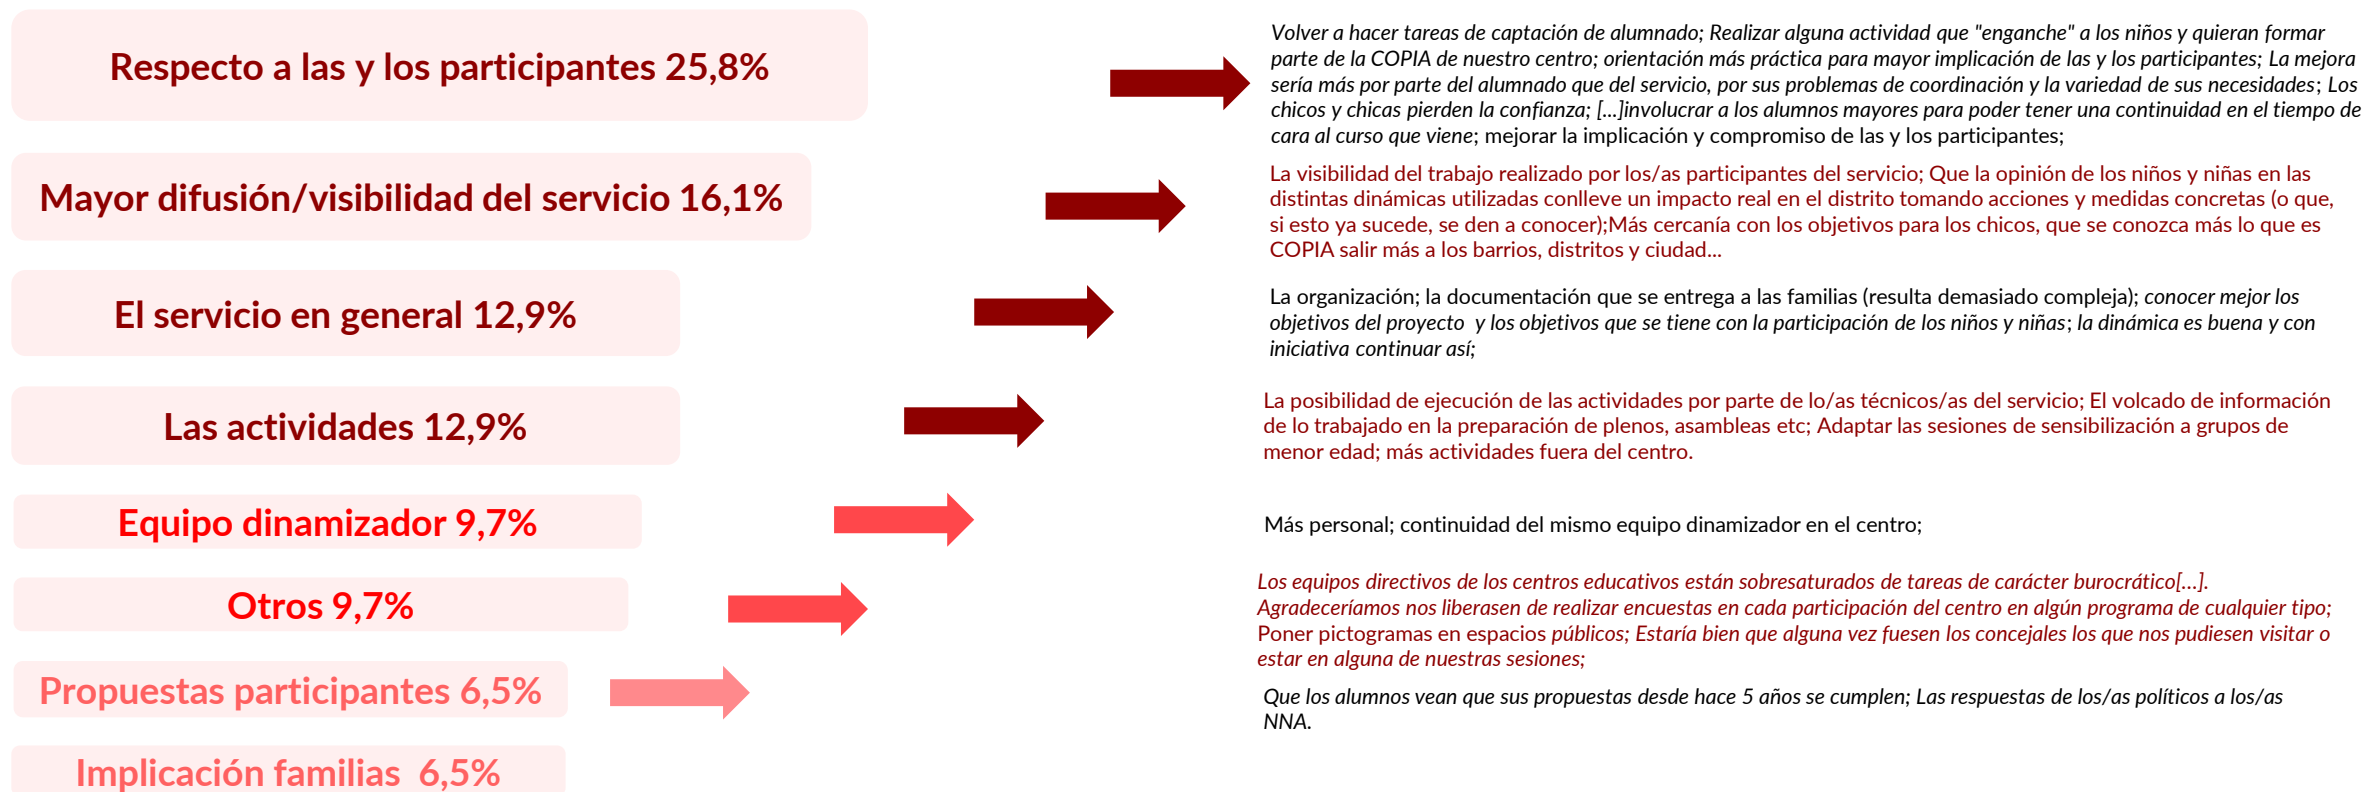 Respecto a las y los participantes 25,8%
Volver a hacer tareas de captación de alumnado; Realizar alguna actividad que "enganche" a los niños y quieran formar
parte de la COPIA de nuestro centro; orientación más práctica para mayor implicación de las y los participantes; La mejora
sería más por parte del alumnado que del servicio, por sus problemas de coordinación y la variedad de sus necesidades; Los
chicos y chicas pierden la confianza; [...]involucrar a los alumnos mayores para poder tener una continuidad en el tiempo de
cara al curso que viene; mejorar la implicación y compromiso de las y los participantes;
Mayor difusión/visibilidad del servicio 16,1%
La visibilidad del trabajo realizado por los/as participantes del servicio; Que la opinión de los niños y niñas en las
distintas dinámicas utilizadas conlleve un impacto real en el distrito tomando acciones y medidas concretas (o que,
si esto ya sucede, se den a conocer);Más cercanía con los objetivos para los chicos, que se conozca más lo que es
COPIA salir más a los barrios, distritos y ciudad...
El servicio en general 12,9%
La organización; la documentación que se entrega a las familias (resulta demasiado compleja); conocer mejor los
objetivos del proyecto  y los objetivos que se tiene con la participación de los niños y niñas; la dinámica es buena y con
iniciativa continuar así;
Las actividades 12,9%
La posibilidad de ejecución de las actividades por parte de lo/as técnicos/as del servicio; El volcado de información
de lo trabajado en la preparación de plenos, asambleas etc; Adaptar las sesiones de sensibilización a grupos de
menor edad; más actividades fuera del centro.
Equipo dinamizador 9,7%
Más personal; continuidad del mismo equipo dinamizador en el centro;
Otros 9,7%
Los equipos directivos de los centros educativos están sobresaturados de tareas de carácter burocrático[...].
Agradeceríamos nos liberasen de realizar encuestas en cada participación del centro en algún programa de cualquier tipo;
Poner pictogramas en espacios públicos; Estaría bien que alguna vez fuesen los concejales los que nos pudiesen visitar o
estar en alguna de nuestras sesiones;
Propuestas participantes 6,5%
Que los alumnos vean que sus propuestas desde hace 5 años se cumplen; Las respuestas de los/as políticos a los/as
NNA.
Implicación familias  6,5%